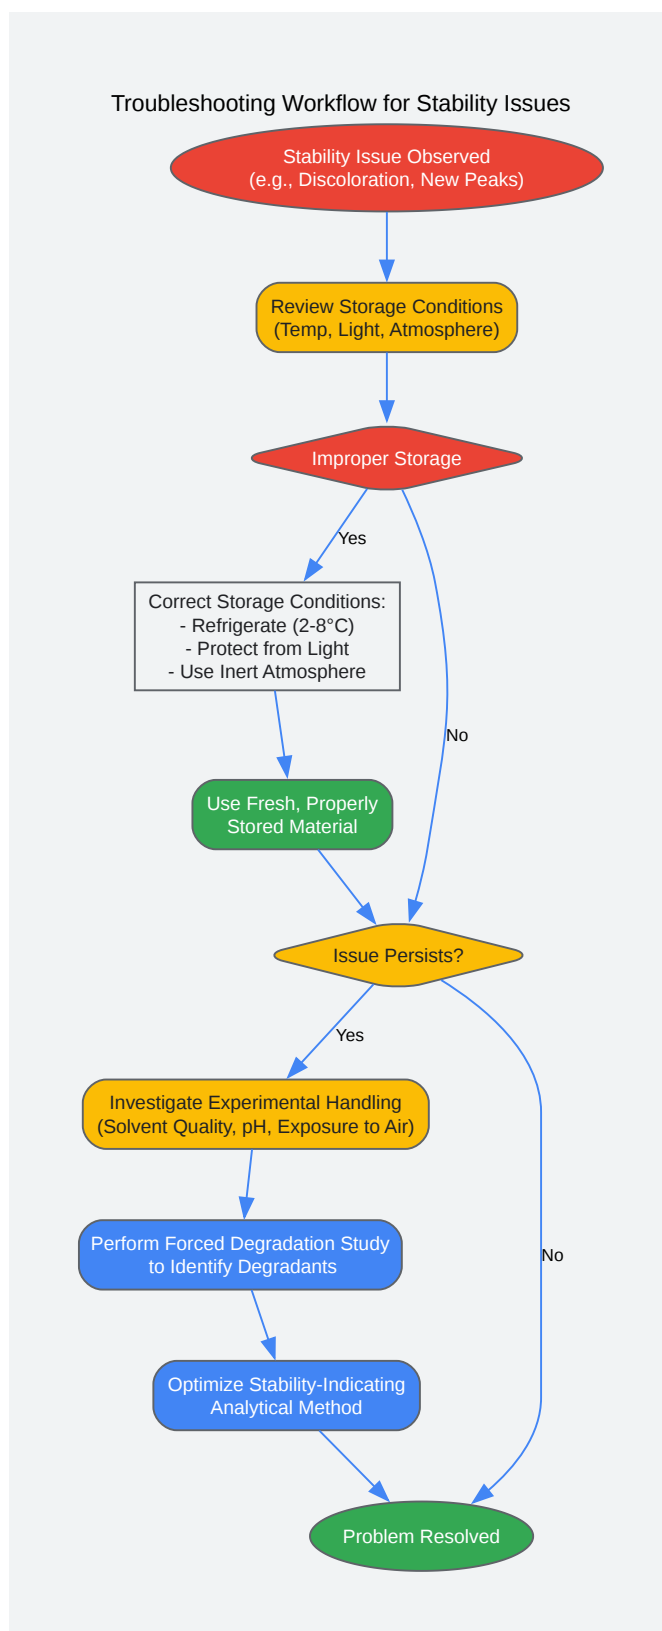 Troubleshooting Workflow for Stability Issues
Stability Issue Observed
(e.g., Discoloration, New Peaks)
Review Storage Conditions
(Temp, Light, Atmosphere)
Improper Storage
Yes
Correct Storage Conditions:
- Refrigerate (2-8°C)
- Protect from Light
- Use Inert Atmosphere
No
Use Fresh, Properly
Stored Material
Issue Persists?
Yes
Investigate Experimental Handling
(Solvent Quality, pH, Exposure to Air)
Perform Forced Degradation Study
to Identify Degradants
No
Optimize Stability-Indicating
Analytical Method
Problem Resolved